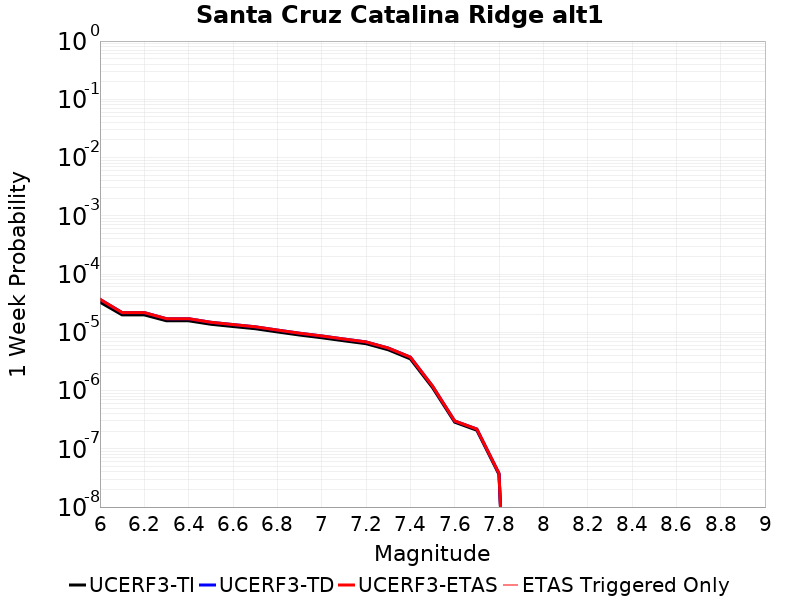 Santa Cruz Catalina Ridge alt1
10^0
10^-1
10^-2
10^-3
10^-4
10^-5
10^-6
10^-7
10^-8
1 Week Probability
6 6.2 6.4 6.6 6.8 7 7.2 7.4 7.6 7.8 8 8.2 8.4 8.6 8.8 9
Magnitude
UCERF3-TI UCERF3-TD UCERF3-ETAS ETAS Triggered Only